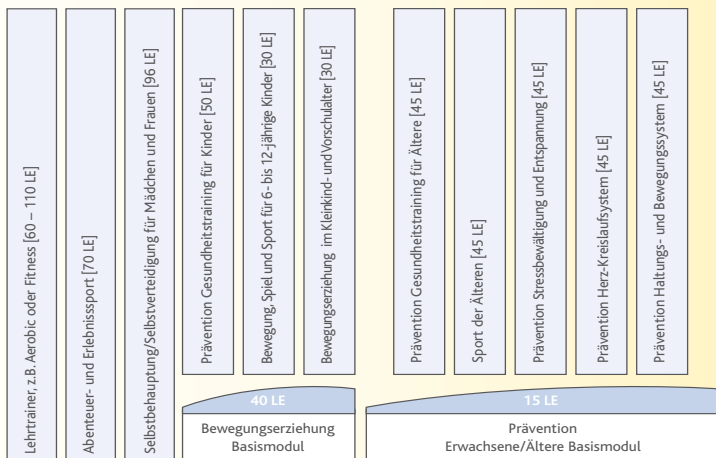 Lehrtrainer, z.B. Aerobic oder Fitness [60 – 110 LE]
Abenteuer- und Erlebnisssport [70 LE]
Selbstbehauptung/Selbstverteidigung für Mädchen und Frauen [96 LE]
Prävention Gesundheitstraining für Kinder [50 LE]
Bewegung, Spiel und Sport für 6- bis 12-jährige Kinder [30 LE]
Bewegungserziehung im Kleinkind- und Vorschulalter [30 LE]
Prävention Gesundheitstraining für Ältere [45 LE]
Sport der Älteren [45 LE]
Prävention Stressbewältigung und Entspannung [45 LE]
Prävention Herz-Kreislaufsystem [45 LE]
Prävention Haltungs- und Bewegungssystem [45 LE]
40 LE
Bewegungserziehung
Basismodul
15 LE
Prävention
Erwachsene/Ältere Basismodul